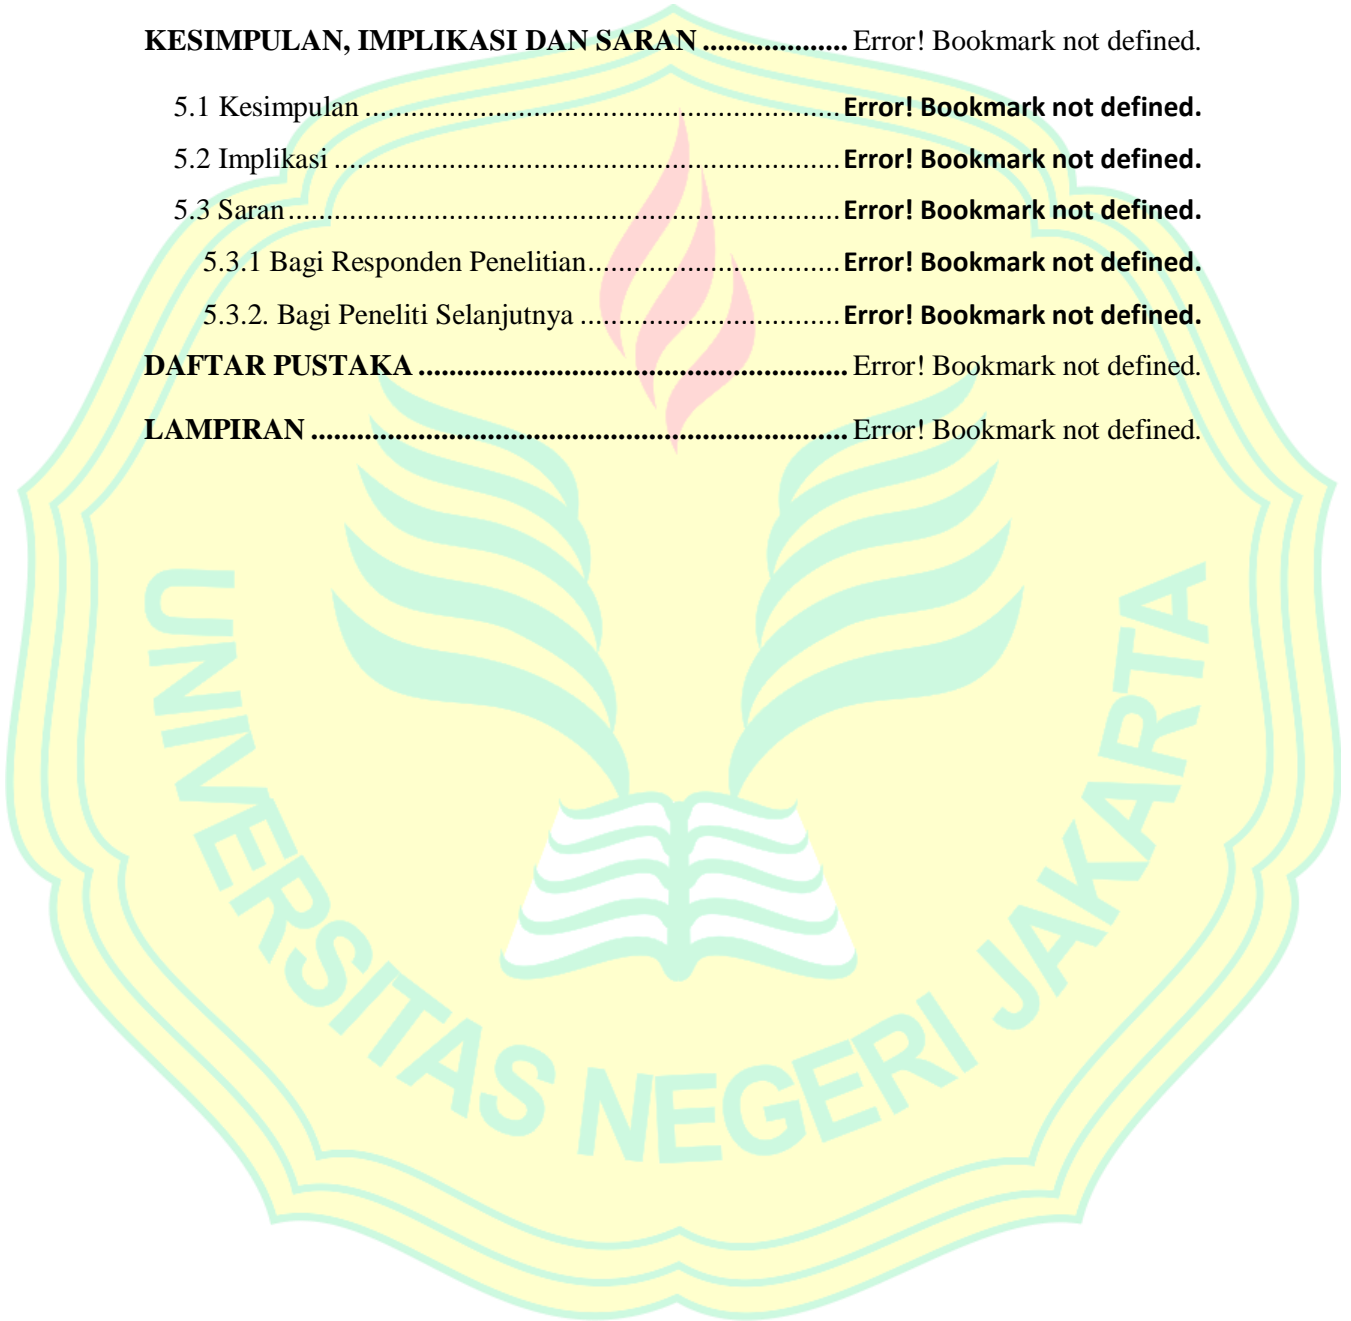 KESIMPULAN, IMPLIKASI DAN SARAN ................... Error! Bookmark not defined.
5.1 Kesimpulan ............................................................... Error! Bookmark not defined.
5.2 Implikasi ................................................................... Error! Bookmark not defined.
5.3 Saran ......................................................................... Error! Bookmark not defined.
5.3.1 Bagi Responden Penelitian ................................. Error! Bookmark not defined.
5.3.2. Bagi Peneliti Selanjutnya .................................. Error! Bookmark not defined.
DAFTAR PUSTAKA ........................................................ Error! Bookmark not defined.
LAMPIRAN ...................................................................... Error! Bookmark not defined.
UNIVERSITAS NEGERI JAKARTA